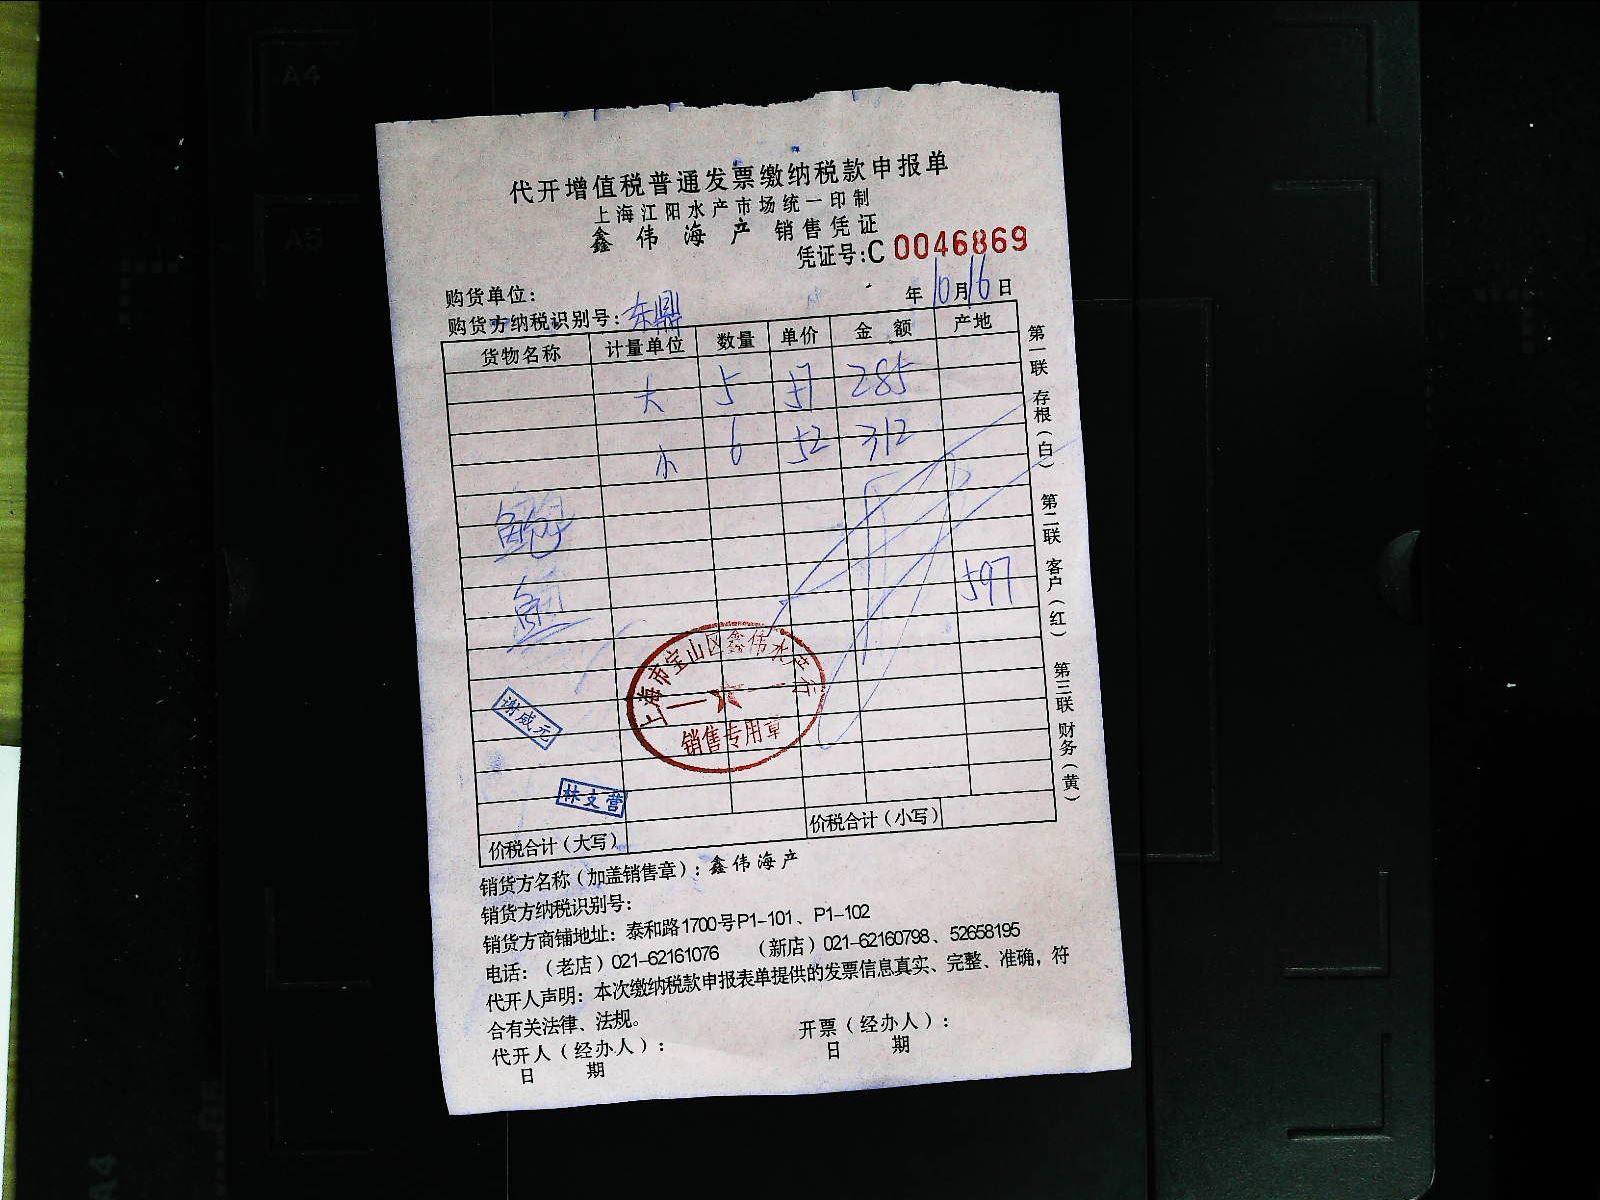 代开增值税普通发票缴纳税款申报单
上海江阳水产市场统一印制
鑫伟海产 销售凭证
凭证号:C 0046869
购货单位:
年10月16日
购货方纳税识别号: 东鼎
货物名称 计量单位 数量 单价 金额 产地
大 5 57 285
小 6 52 312
鲍
鱼
597
上海市宝山区鑫伟水产行
销售专用章
谢威元
林支营
价税合计(大写) 价税合计(小写)
第一联 存根(白) 第二联 客户(红) 第三联 财务(黄)
销货方名称(加盖销售章): 鑫伟海产
销货方纳税识别号:
销货方商铺地址: 泰和路1700号P1-101、P1-102
电话: (老店)021-62161076 (新店)021-62160798、52658195
代开人声明: 本次缴纳税款申报表单提供的发票信息真实、完整、准确, 符
合有关法律、法规。
代开人(经办人): 开票(经办人):
日 期 日 期
A4
A5
A4